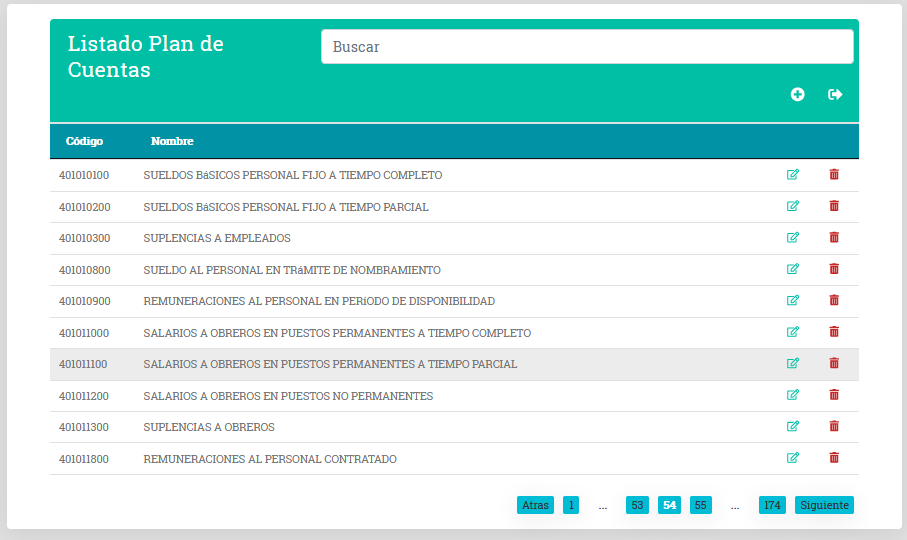 Listado Plan de
Cuentas
Buscar
Código Nombre
401010100 SUELDOS BáSICOS PERSONAL FIJO A TIEMPO COMPLETO
401010200 SUELDOS BáSICOS PERSONAL FIJO A TIEMPO PARCIAL
401010300 SUPLENCIAS A EMPLEADOS
401010800 SUELDO AL PERSONAL EN TRáMITE DE NOMBRAMIENTO
401010900 REMUNERACIONES AL PERSONAL EN PERíODO DE DISPONIBILIDAD
401011000 SALARIOS A OBREROS EN PUESTOS PERMANENTES A TIEMPO COMPLETO
401011100 SALARIOS A OBREROS EN PUESTOS PERMANENTES A TIEMPO PARCIAL
401011200 SALARIOS A OBREROS EN PUESTOS NO PERMANENTES
401011300 SUPLENCIAS A OBREROS
401011800 REMUNERACIONES AL PERSONAL CONTRATADO
Atras 1 ... 53 54 55 ... 174 Siguiente